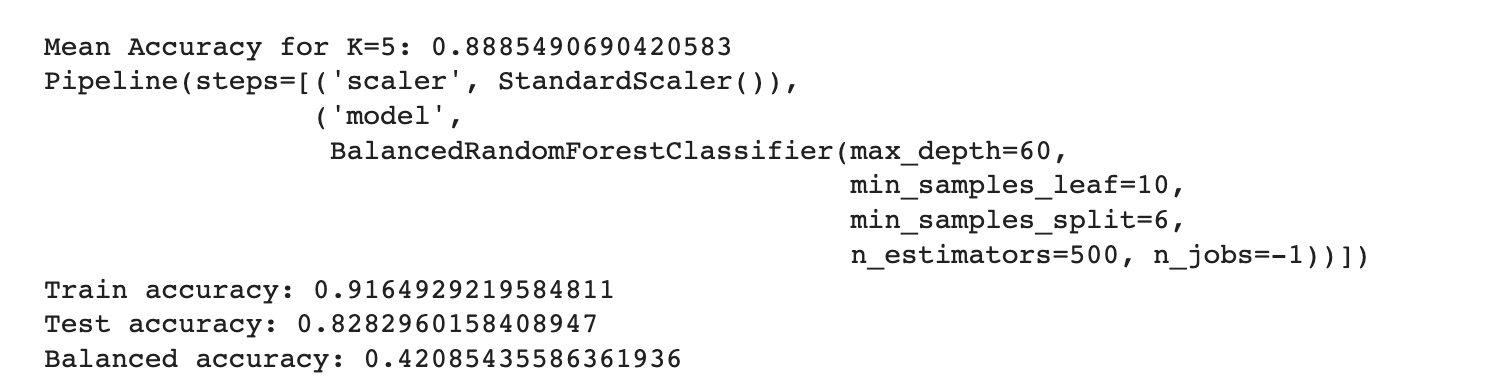 Mean Accuracy for K=5: 0.8885490690420583
Pipeline(steps=[('scaler', StandardScaler()),
('model',
BalancedRandomForestClassifier(max_depth=60,
min_samples_leaf=10,
min_samples_split=6,
n_estimators=500, n_jobs=-1))])
Train accuracy: 0.9164929219584811
Test accuracy: 0.8282960158408947
Balanced accuracy: 0.42085435586361936